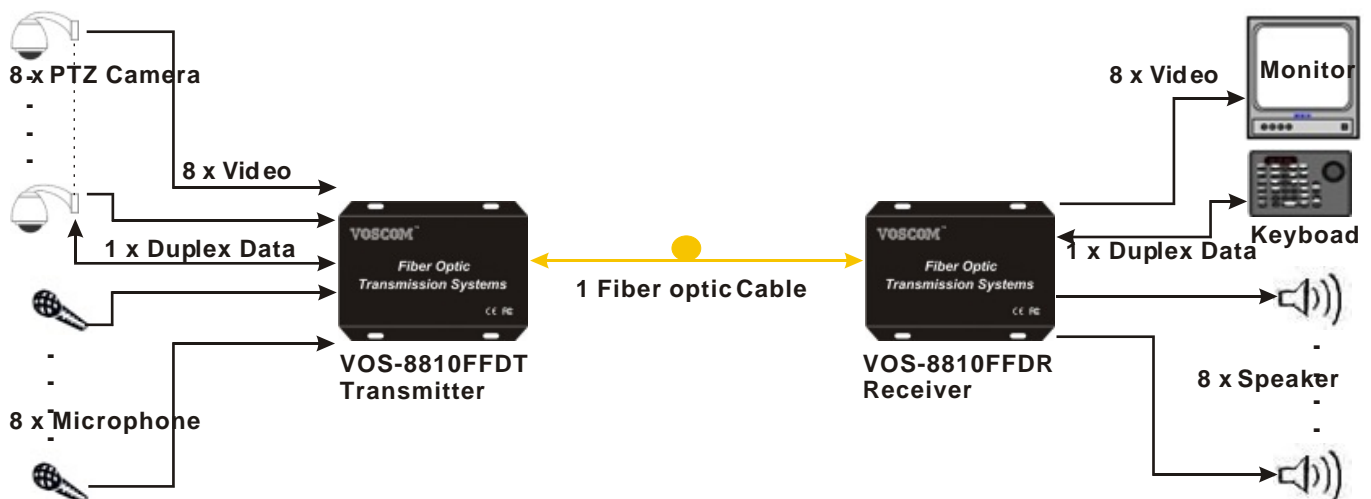 8 x PTZ Camera
8 x Video
1 x Duplex Data
8 x Microphone
VOSCOM™
Fiber Optic
Transmission Systems
CE FC
VOS-8810FFDT
Transmitter
1 Fiber optic Cable
VOSCOM™
Fiber Optic
Transmission Systems
CE FC
VOS-8810FFDR
Receiver
8 x Video
Monitor
1 x Duplex Data
Keyboad
8 x Speaker